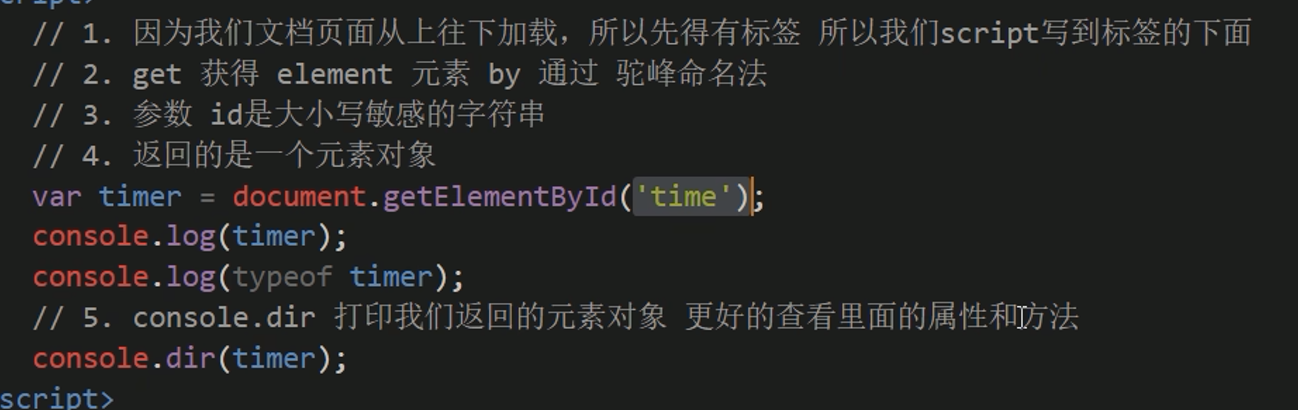 cript>
// 1. 因为我们文档页面从上往下加载，所以先得有标签 所以我们script写到标签的下面
// 2. get 获得 element 元素 by 通过 驼峰命名法
// 3. 参数 id是大小写敏感的字符串
// 4. 返回的是一个元素对象
var timer = document.getElementById('time');
console.log(timer);
console.log(typeof timer);
// 5. console.dir 打印我们返回的元素对象 更好的查看里面的属性和方法
console.dir(timer);
script>